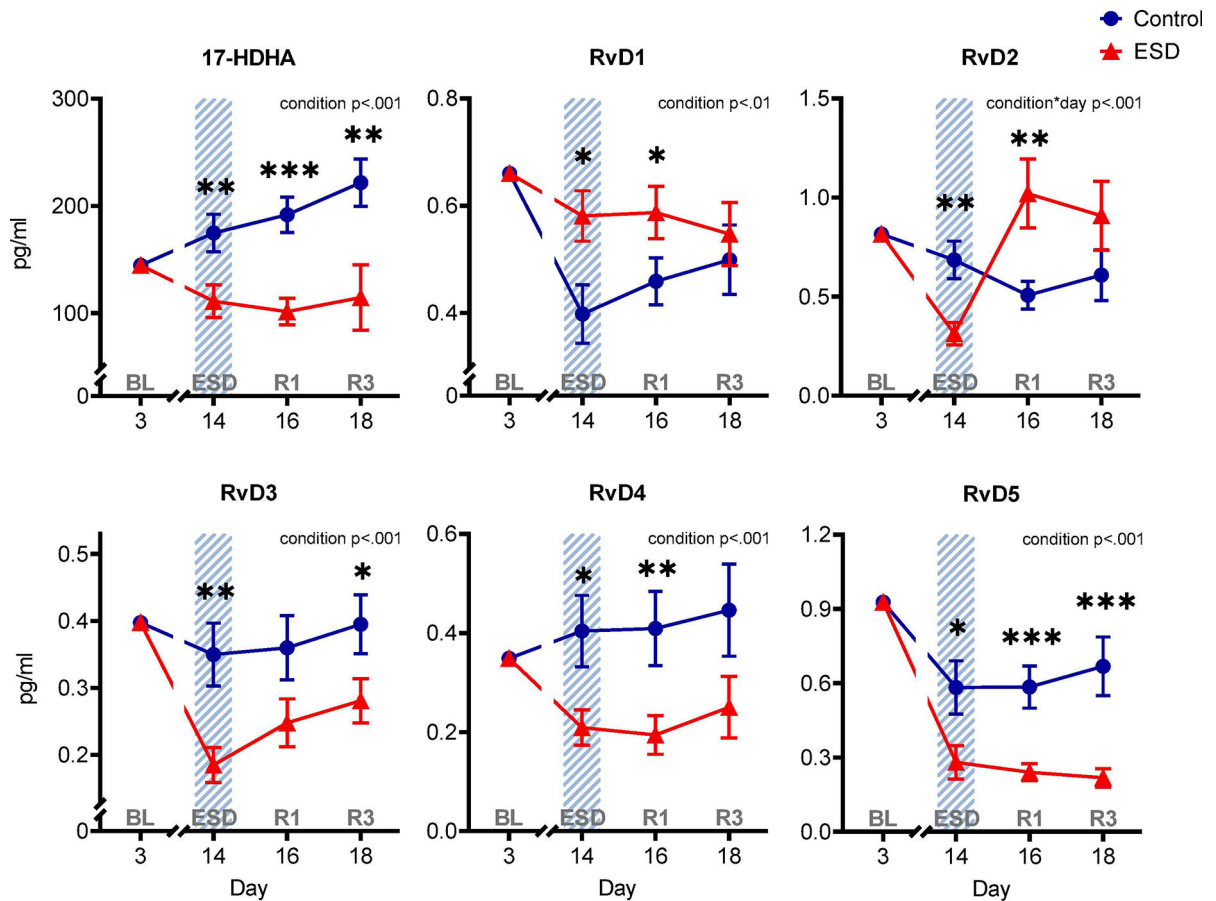 Control
ESD
17-HDHA
condition p<.001
pg/ml
300
200
100
0
**
***
**
BL
ESD
R1
R3
3
14
16
18
RvD1
condition p<.01
0.8
0.6
0.4
0
*
*
BL
ESD
R1
R3
3
14
16
18
RvD2
condition*day p<.001
1.5
1.0
0.5
0.0
**
**
BL
ESD
R1
R3
3
14
16
18
RvD3
condition p<.001
pg/ml
0.5
0.4
0.3
0.2
0
**
*
BL
ESD
R1
R3
3
14
16
18
Day
RvD4
condition p<.001
0.6
0.4
0.2
0.0
*
**
BL
ESD
R1
R3
3
14
16
18
Day
RvD5
condition p<.001
1.2
0.9
0.6
0.3
0.0
*
***
***
BL
ESD
R1
R3
3
14
16
18
Day